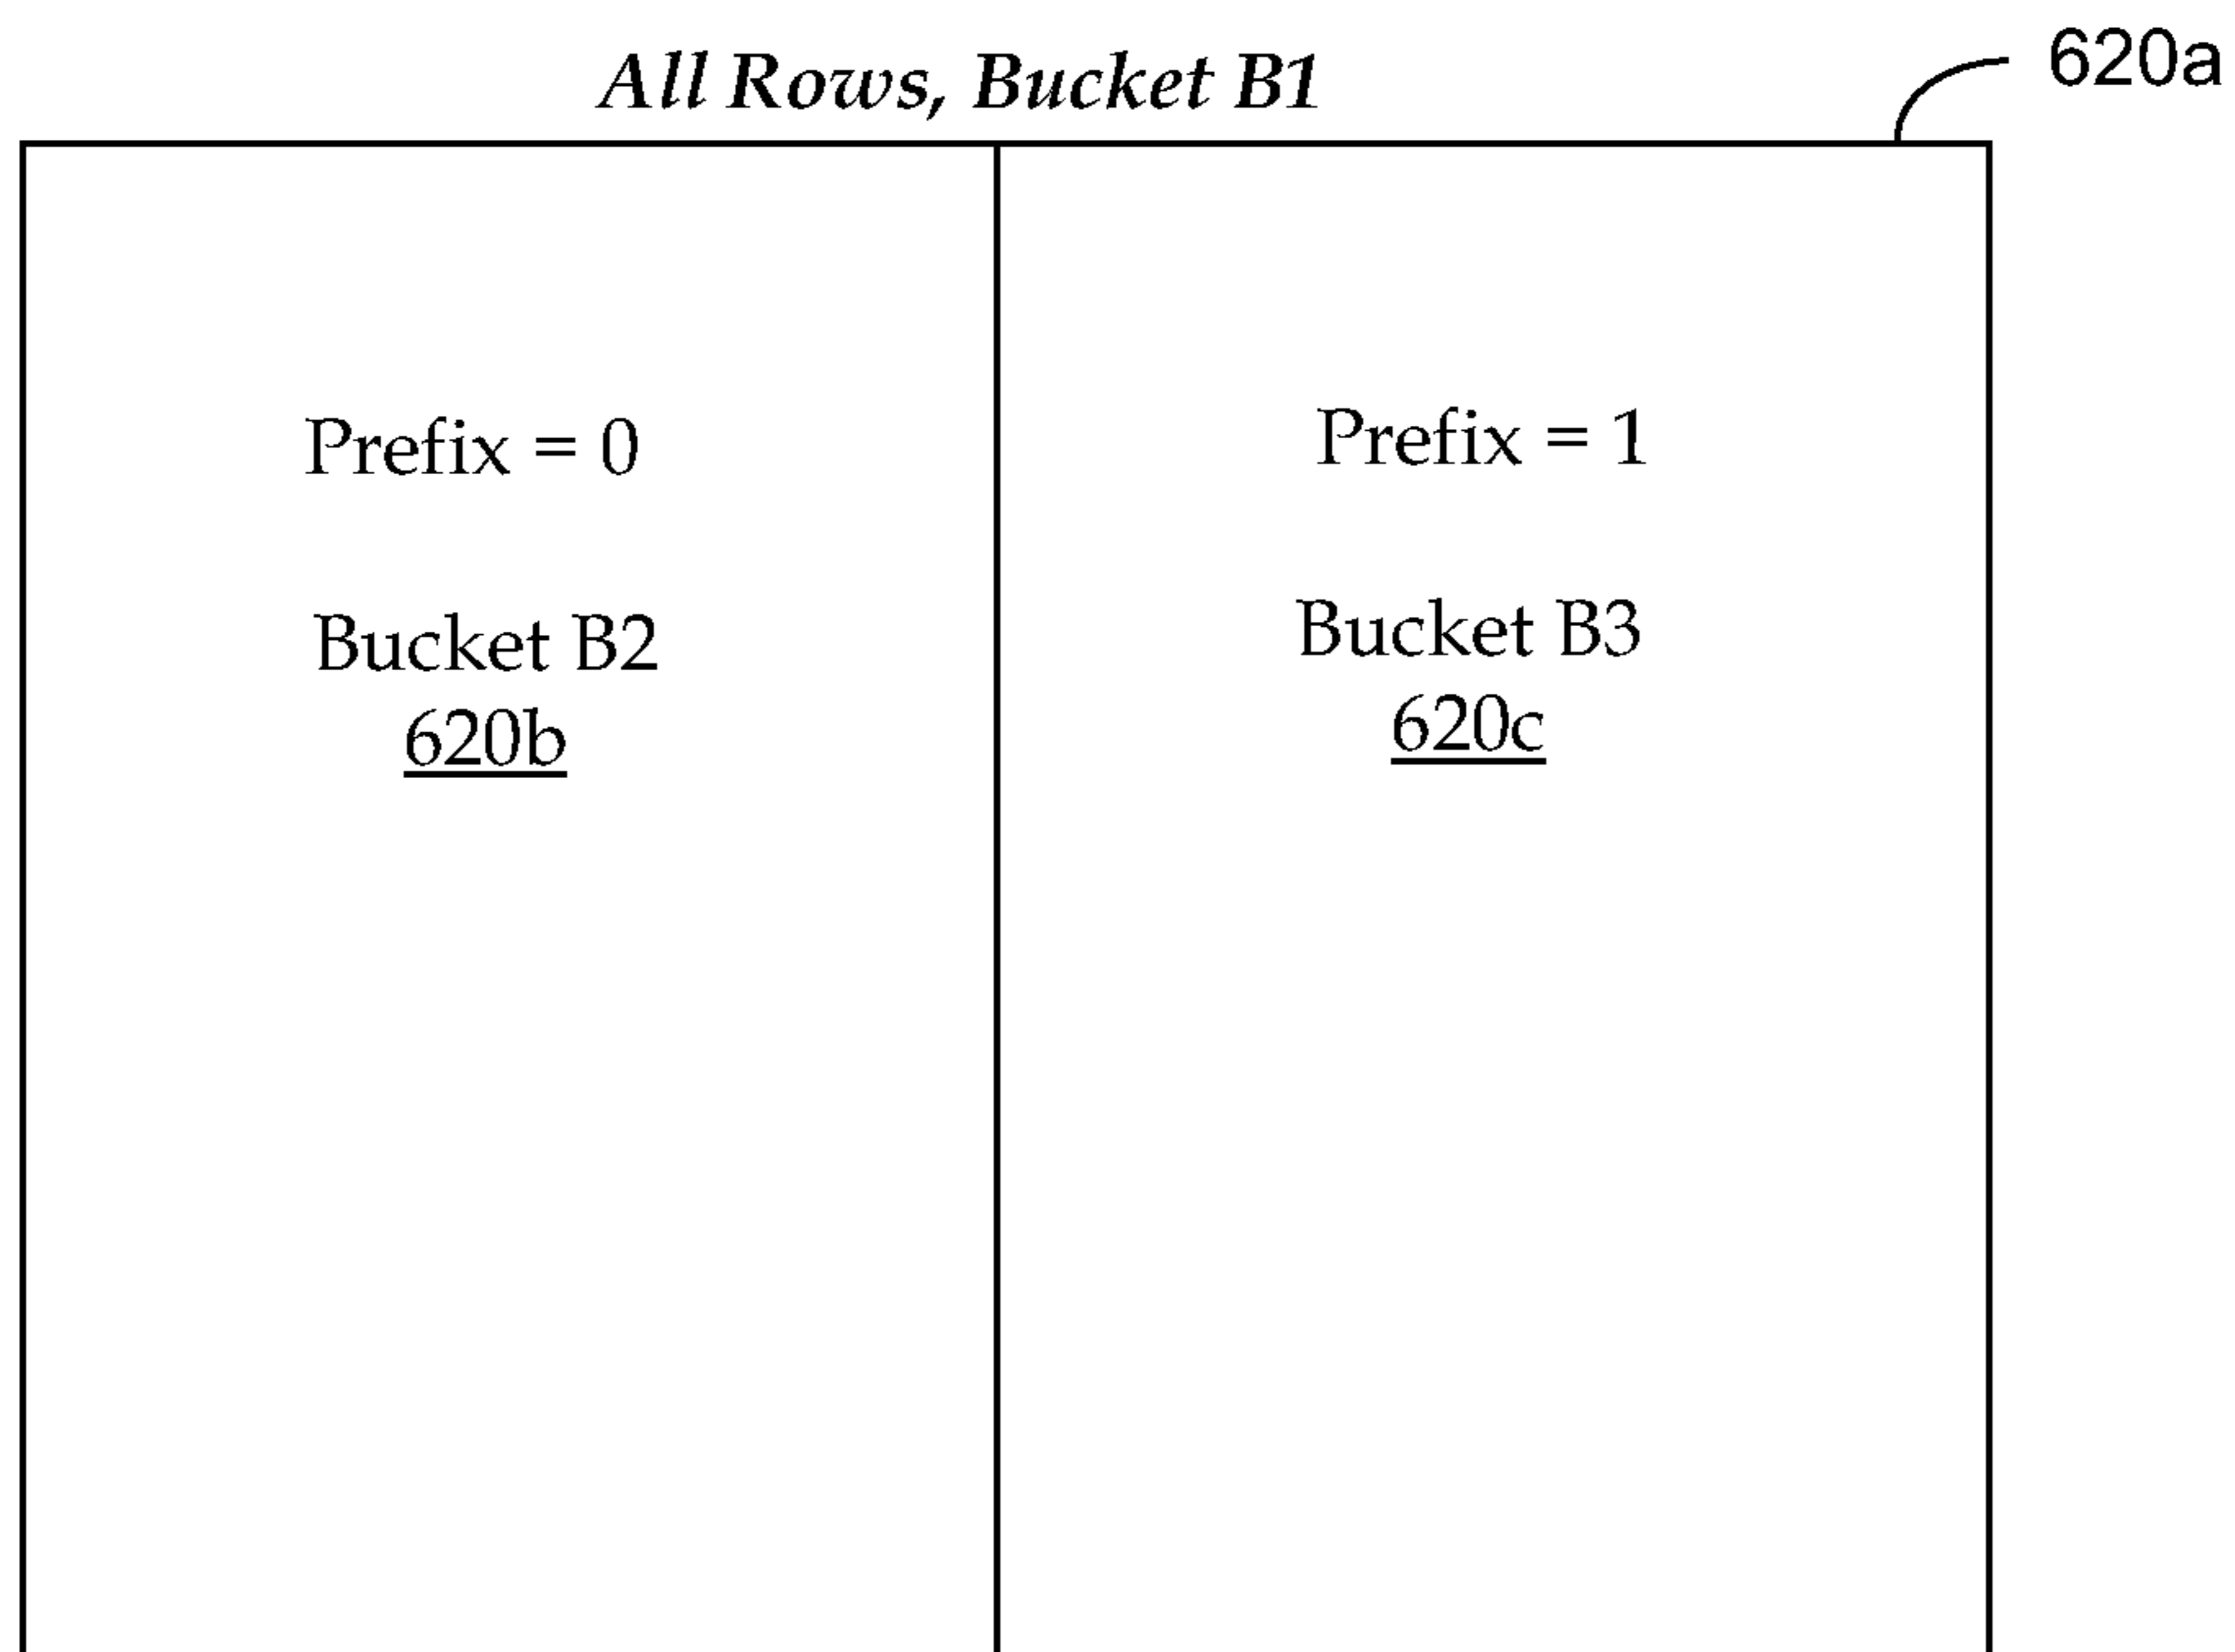 All Rows, Bucket B1
620a
Prefix = 0
Bucket B2
620b
Prefix = 1
Bucket B3
620c